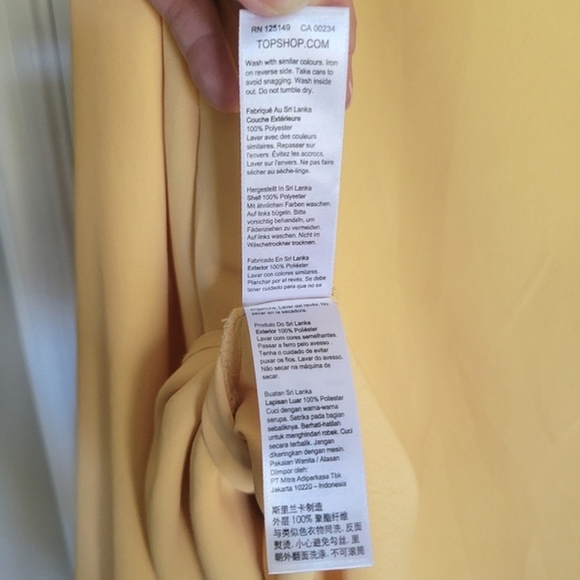 RN 125149 CA 00234
TOPSHOP.COM
Wash with similar colours. Iron
on reverse side. Take care to
avoid snagging. Wash inside
out. Do not tumble dry.
Fabriqué Au Sri Lanka
Couche Extérieure
100% Polyester
Laver avec des couleurs
similaires. Repasser sur
l'envers. Évitez les accrocs.
Laver sur l'envers. Ne pas faire
sécher au sèche-linge.
Hergestellt In Sri Lanka
Shell 100% Polyester
Mit ähnlichen Farben waschen.
Auf links bügeln. Bitte
vorsichtig behandeln, um
Fädenziehen zu vermeiden.
Auf links waschen. Nicht im
Wäschetrockner trocknen.
Fabricado En Sri Lanka
Exterior 100% Poliéster
Lavar con colores similares.
Planchar por el revés. Se debe
tener cuidado para que no se
secar en la secadora.
Produto Do Sri Lanka
Exterior 100% Poliéster
Lavar com cores semelhantes.
Passar a ferro pelo avesso.
Tenha o cuidado de evitar
puxar os fios. Lavar do avesso.
Não secar na máquina de
secar.
Buatan Sri Lanka
Lapisan Luar 100% Poliester
Cuci dengan warna-warna
serupa. Setrika pada bagian
sebaliknya. Berhati-hatilah
untuk menghindari robek. Cuci
secara terbalik. Jangan
dikeringkan dengan mesin.
Pakaian Wanita / Atasan
Diimpor oleh:
PT Mitra Adiperkasa Tbk
Jakarta 10220 – Indonesia
斯里兰卡制造
外层 100% 聚酯纤维
与类似色衣物同洗. 反面
熨烫. 小心避免勾丝. 里
朝外翻面洗涤. 不可滚筒